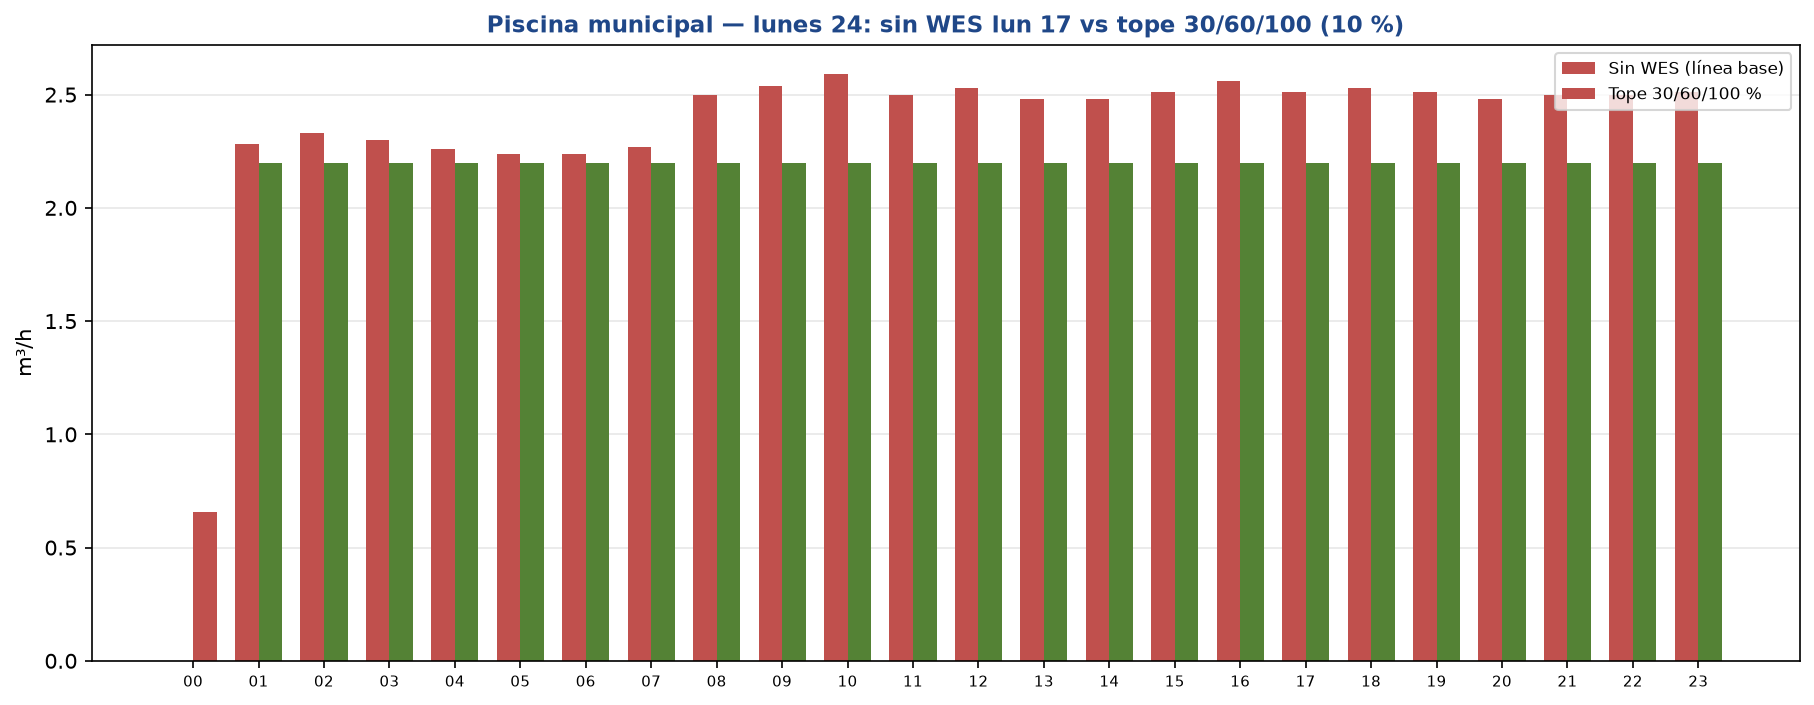 Piscina municipal — lunes 24: sin WES lun 17 vs tope 30/60/100 (10 %)
Sin WES (línea base)
Tope 30/60/100 %
m³/h
2.5
2.0
1.5
1.0
0.5
0.0
00 01 02 03 04 05 06 07 08 09 10 11 12 13 14 15 16 17 18 19 20 21 22 23